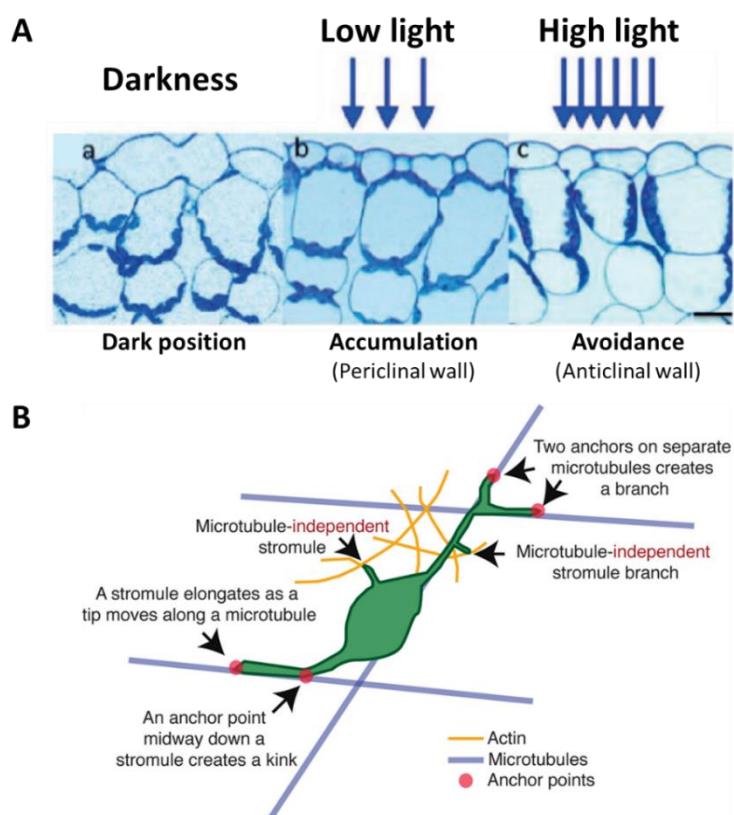 A
Darkness
Low light
High light
a
b
c
Dark position
Accumulation
(Periclinal wall)
Avoidance
(Anticlinal wall)
B
Two anchors on separate
microtubules creates
a branch
Microtubule-independent
stromule
Microtubule-independent
stromule branch
A stromule elongates as a
tip moves along a microtubule
An anchor point
midway down a
stromule creates a kink
Actin
Microtubules
Anchor points